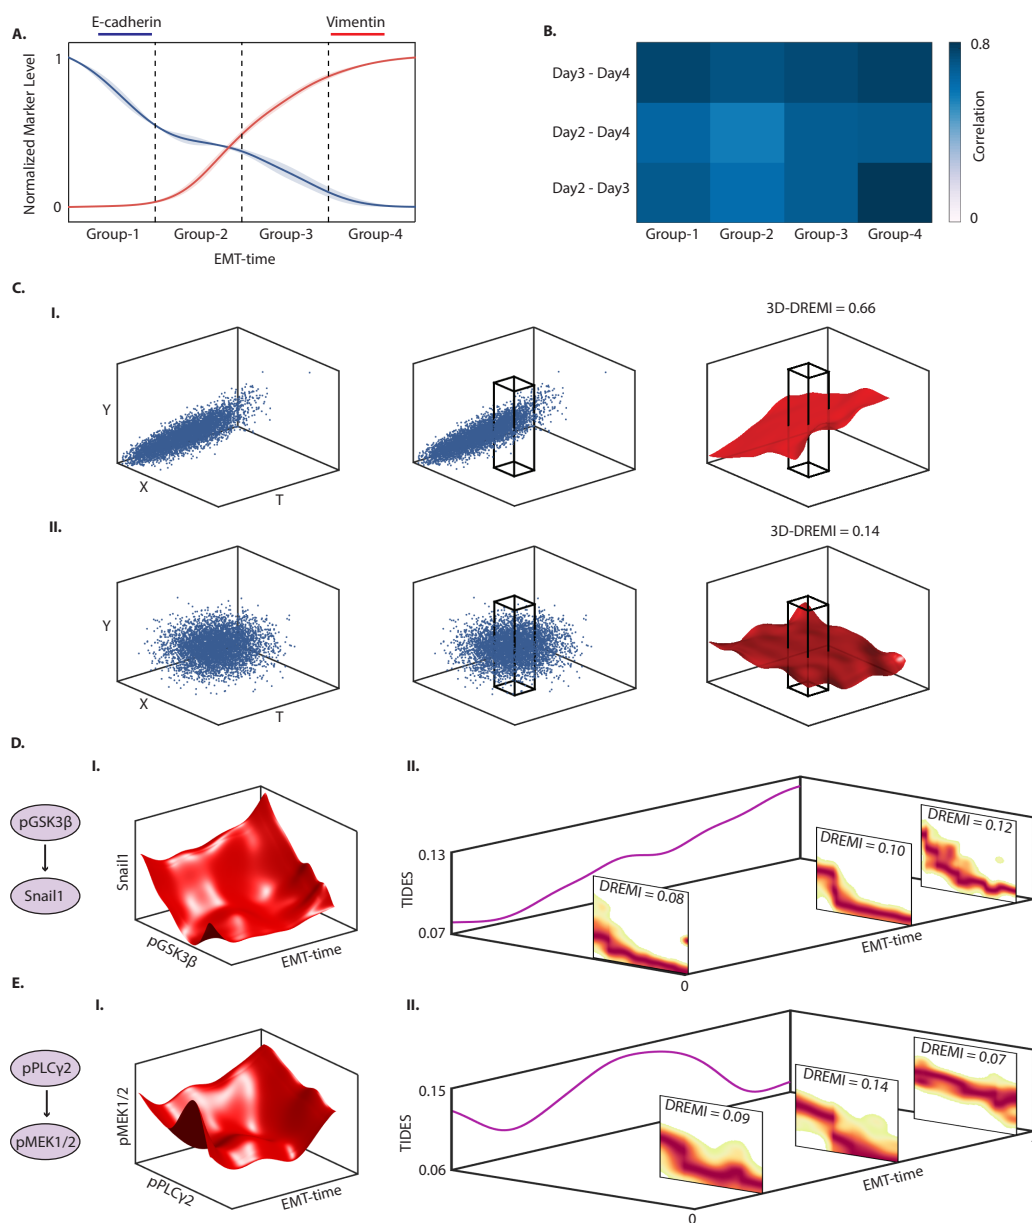 A.
E-cadherin
Vimentin
Normalized Marker Level
1
0
Group-1
Group-2
Group-3
Group-4
EMT-time
B.
Day3 - Day4
Day2 - Day4
Day2 - Day3
Group-1
Group-2
Group-3
Group-4
0.8
Correlation
0
C.
I.
3D-DREMI = 0.66
Y
X
T
II.
3D-DREMI = 0.14
Y
X
T
D.
pGSK3β
Snail1
I.
Snail1
pGSK3β
EMT-time
II.
0.13
TIDES
0.07
DREMI = 0.08
DREMI = 0.10
DREMI = 0.12
0
EMT-time
E.
pPLCγ2
pMEK1/2
I.
pMEK1/2
pPLCγ2
EMT-time
II.
0.15
TIDES
0.06
DREMI = 0.09
DREMI = 0.14
DREMI = 0.07
0
EMT-time